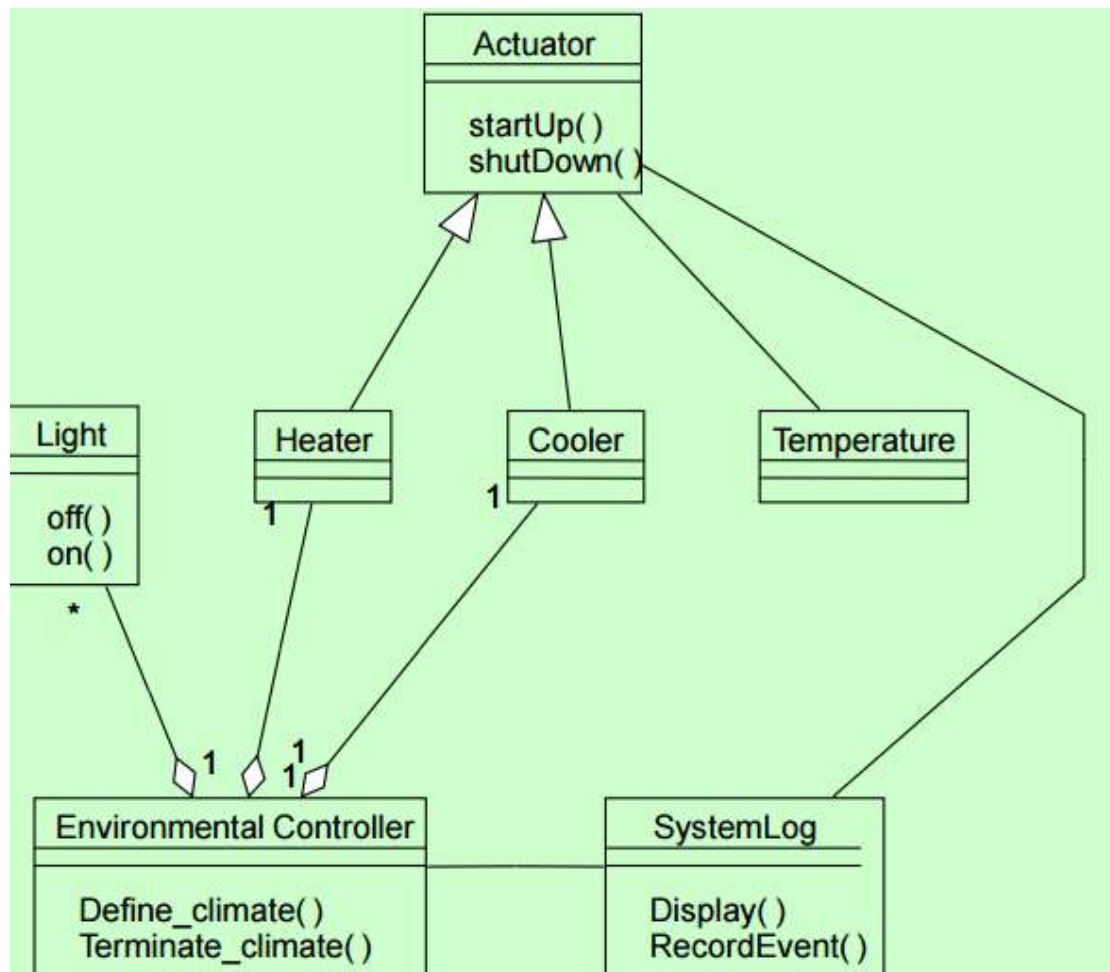 Actuator
startUp( )
shutDown( )
Light
off( )
on( )
*
Heater
1
Cooler
1
Temperature
1
1
1
Environmental Controller
Define_climate( )
Terminate_climate( )
SystemLog
Display( )
RecordEvent( )